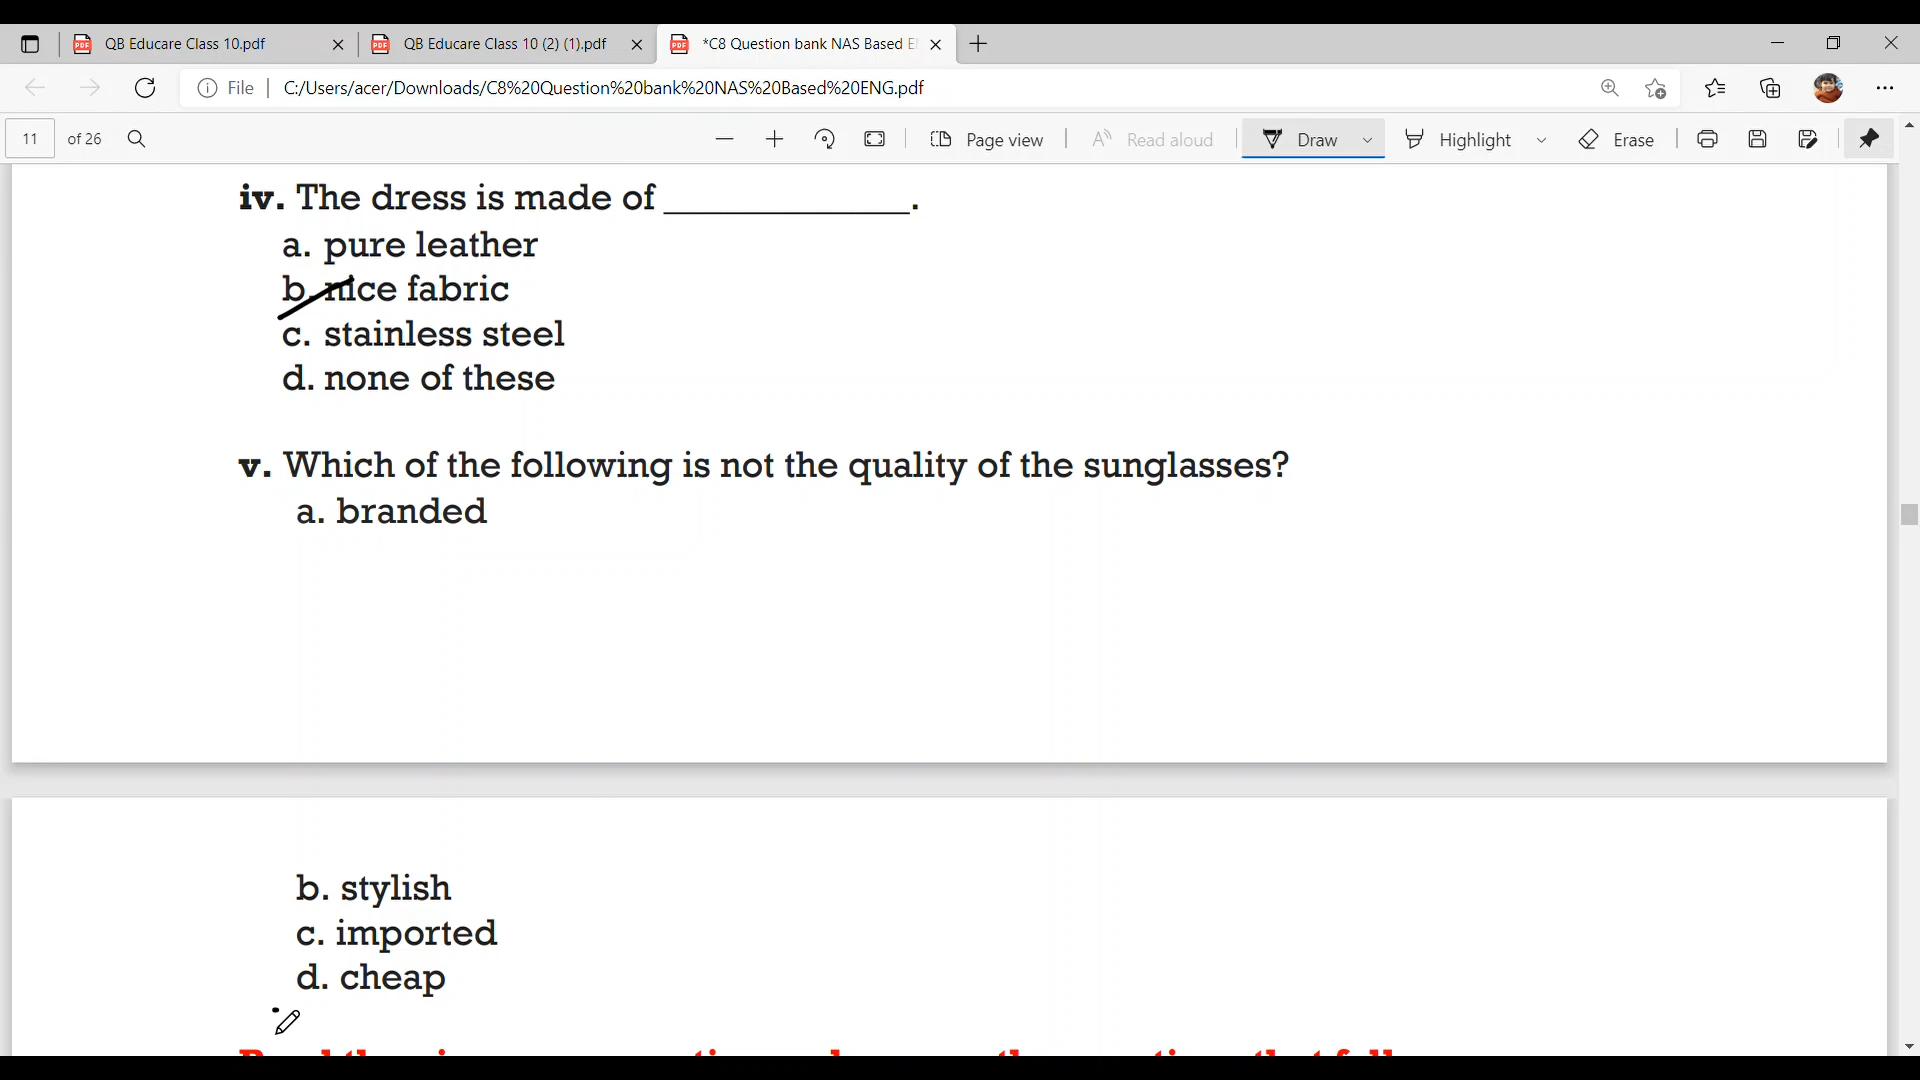 QB Educare Class 10.pdf
QB Educare Class 10 (2) (1).pdf
*C8 Question bank NAS Based E
File
C:/Users/acer/Downloads/C8%20Question%20bank%20NAS%20Based%20ENG.pdf
11 of 26
Page view
Read aloud
Draw
Highlight
Erase
iv. The dress is made of ______________.
a. pure leather
b. nice fabric
c. stainless steel
d. none of these
v. Which of the following is not the quality of the sunglasses?
a. branded
b. stylish
c. imported
d. cheap